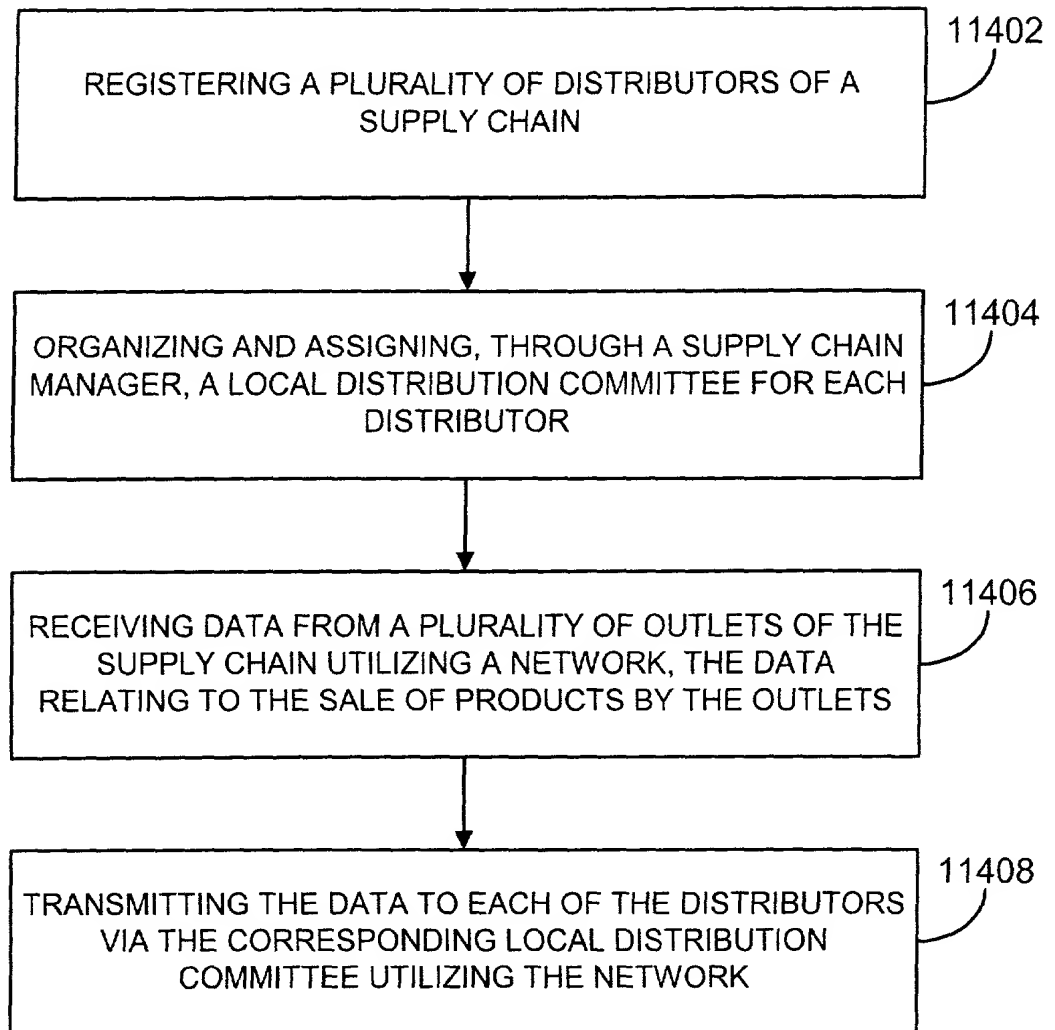 11402
REGISTERING A PLURALITY OF DISTRIBUTORS OF A
SUPPLY CHAIN
11404
ORGANIZING AND ASSIGNING, THROUGH A SUPPLY CHAIN
MANAGER, A LOCAL DISTRIBUTION COMMITTEE FOR EACH
DISTRIBUTOR
11406
RECEIVING DATA FROM A PLURALITY OF OUTLETS OF THE
SUPPLY CHAIN UTILIZING A NETWORK, THE DATA
RELATING TO THE SALE OF PRODUCTS BY THE OUTLETS
11408
TRANSMITTING THE DATA TO EACH OF THE DISTRIBUTORS
VIA THE CORRESPONDING LOCAL DISTRIBUTION
COMMITTEE UTILIZING THE NETWORK